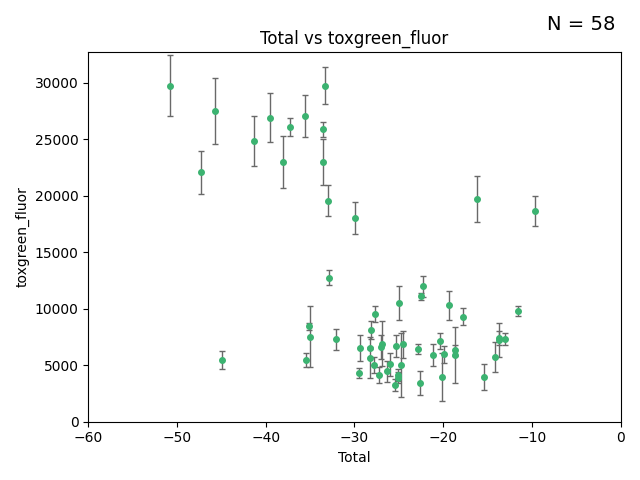 N = 58
Total vs toxgreen_fluor
30000
25000
20000
15000
10000
5000
0
toxgreen_fluor
−60 −50 −40 −30 −20 −10 0
Total